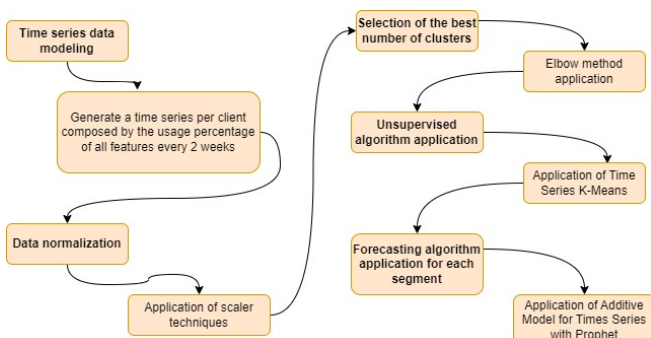 Time series data
modeling
Generate a time series per client
composed by the usage percentage
of all features every 2 weeks
Data normalization
Application of scaler
techniques
Selection of the best
number of clusters
Elbow method
application
Unsupervised
algorithm application
Application of Time
Series K-Means
Forecasting algorithm
application for each
segment
Application of Additive
Model for Times Series
with Prophet